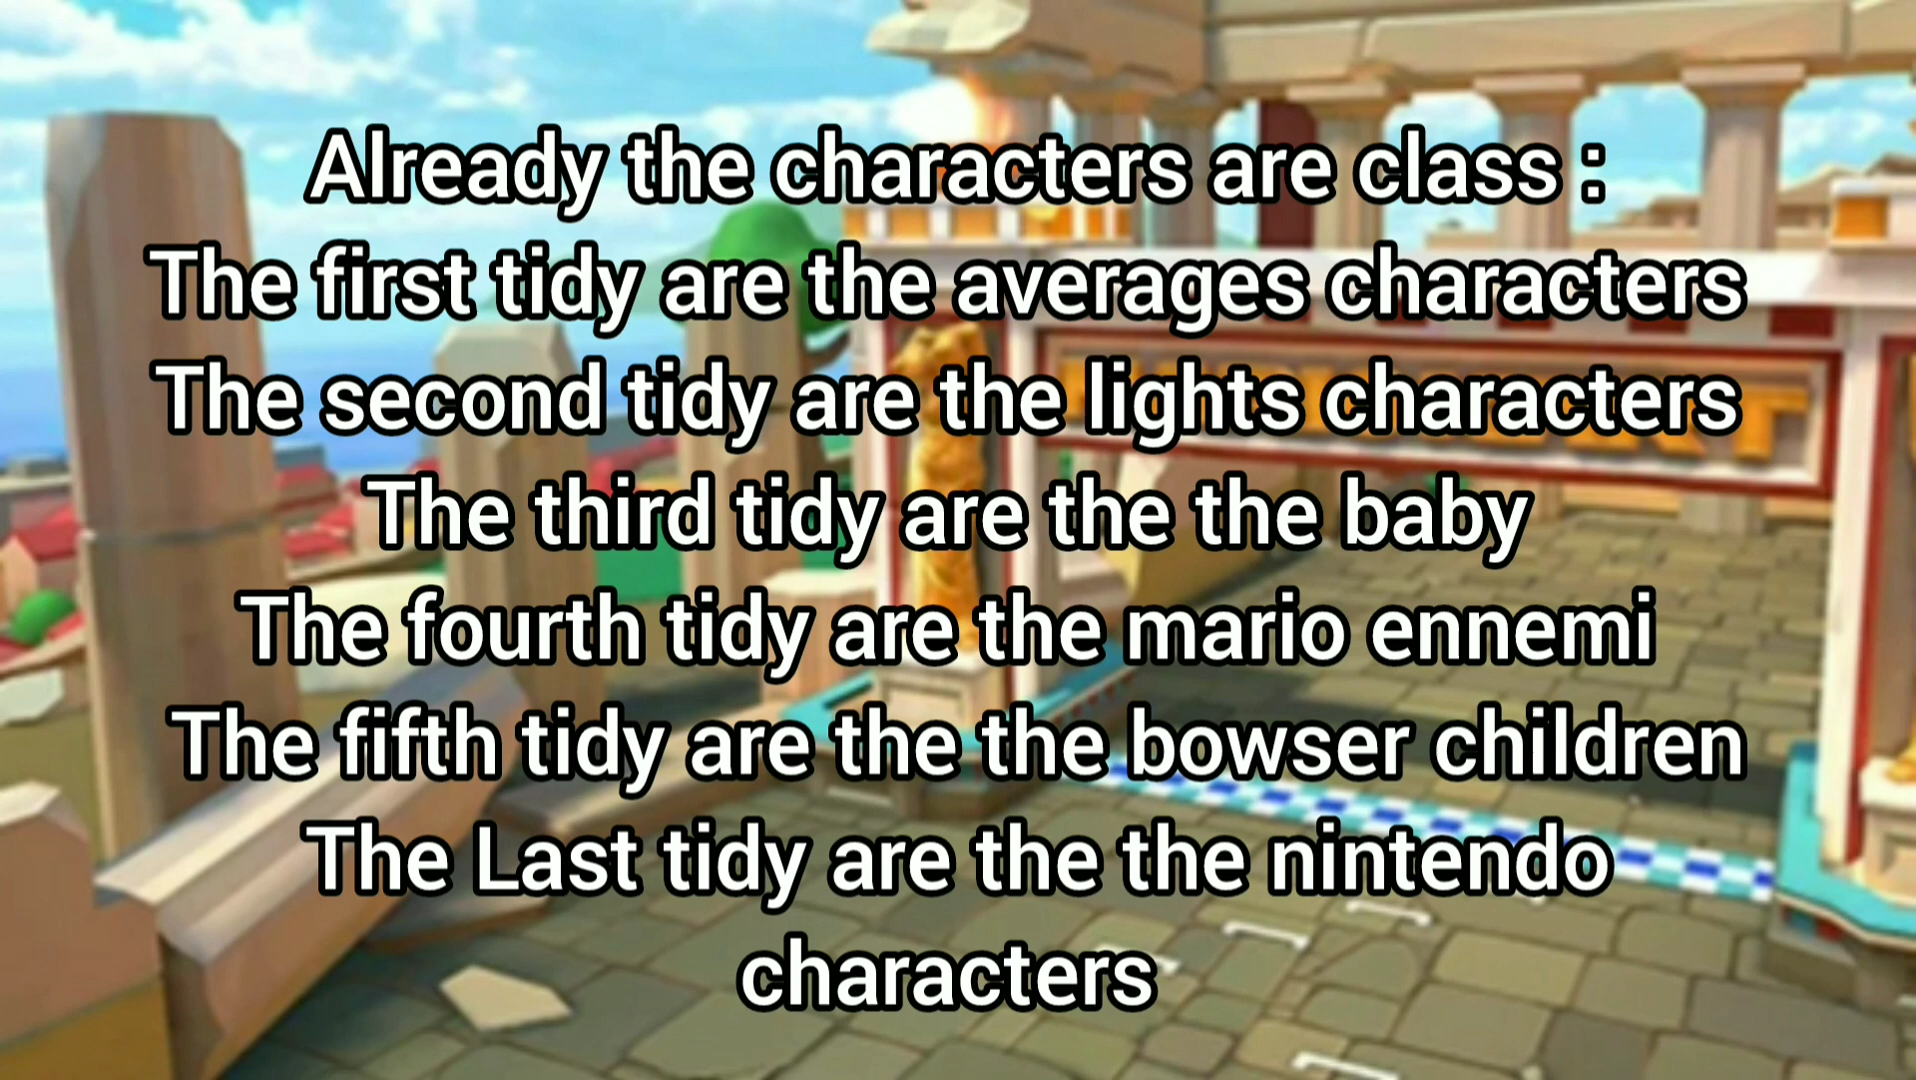 Already the characters are class :
The first tidy are the averages characters
The second tidy are the lights characters
The third tidy are the the baby
The fourth tidy are the mario ennemi
The fifth tidy are the the bowser children
The Last tidy are the the nintendo
characters